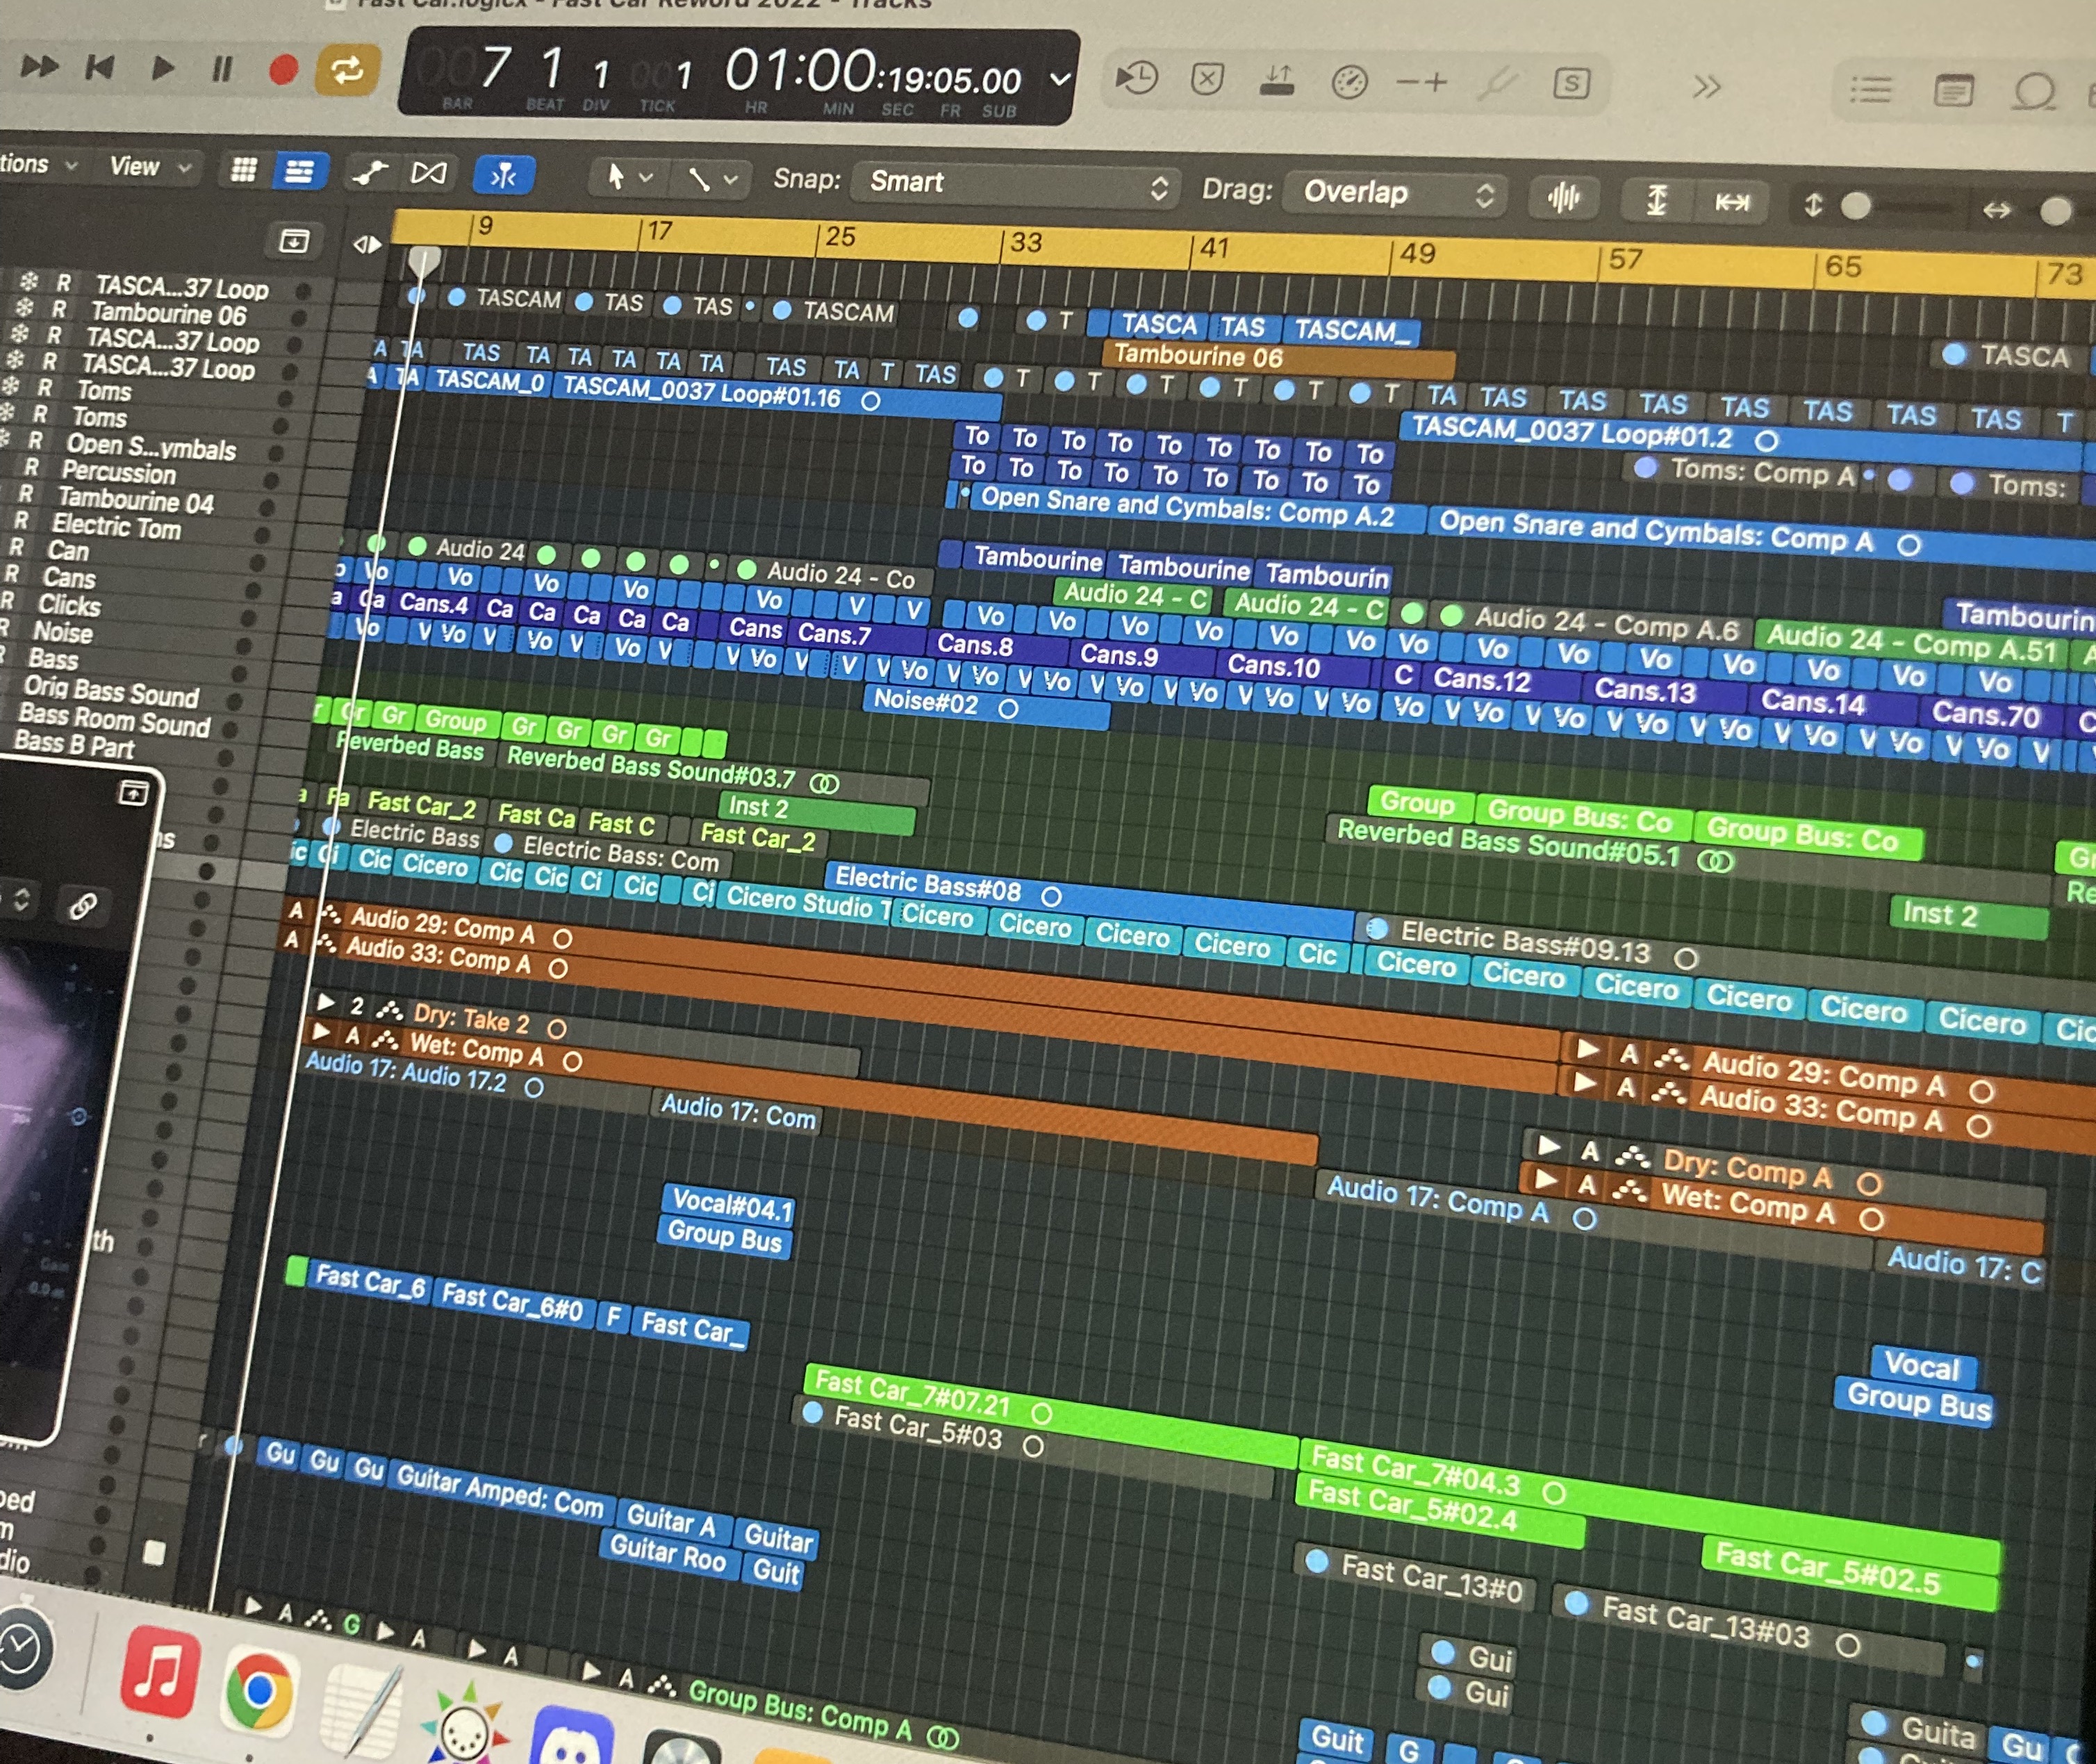 Fast Car.logicx - Fast Car Reword 2022 - Tracks
007 1 1 001 01:00:19:05.00
BAR BEAT DIV TICK HR MIN SEC FR SUB
S
tions View Snap: Smart Drag: Overlap
9 17 25 33 41 49 57 65 73
R TASCA...37 Loop
R Tambourine 06
R TASCA...37 Loop
R TASCA...37 Loop
R Toms
R Toms
R Open S...ymbals
R Percussion
R Tambourine 04
R Electric Tom
R Can
R Cans
R Clicks
R Noise
Bass
Orig Bass Sound
Bass Room Sound
Bass B Part
th
Gain
TASCAM TAS TAS TASCAM T TASCA TAS TASCAM_ TASCA
Tambourine 06
A TA TAS TA TA TA TA TA TAS TA T TAS T T T T T T TA TAS TAS TAS TAS TAS TAS TAS T
A TA TASCAM_0 TASCAM_0037 Loop#01.16 TASCAM_0037 Loop#01.2
To To To To To To To To To Toms: Comp A Toms:
To To To To To To To To To
Open Snare and Cymbals: Comp A.2 Open Snare and Cymbals: Comp A
Tambourine Tambourine Tambourin Tambourin
Audio 24 Audio 24 - Co Audio 24 - C Audio 24 - C Audio 24 - Comp A.6 Audio 24 - Comp A.51 A
Vo Vo Vo Vo Vo V V Vo Vo Vo Vo Vo Vo Vo Vo Vo Vo Vo Vo Vo Vo
a Ca Cans.4 Ca Ca Ca Ca Ca Cans Cans.7 Cans.8 Cans.9 Cans.10 C Cans.12 Cans.13 Cans.14 Cans.70 C
Vo V Vo V Vo V Vo V V Vo V V V Vo V Vo V Vo V Vo V Vo V Vo V Vo Vo V Vo V Vo V Vo V Vo V Vo V Vo V Vo V
Noise#02
r Gr Gr Group Gr Gr Gr Gr Group Group Bus: Co Group Bus: Co G
Reverbed Bass Reverbed Bass Sound#03.7 Reverbed Bass Sound#05.1 Re
Inst 2 Inst 2
a Fa Fast Car_2 Fast Ca Fast C Fast Car_2
Electric Bass Electric Bass: Com Electric Bass#08 Electric Bass#09.13
ic Ci Cic Cicero Cic Cic Ci Cic Ci Cicero Studio T Cicero Cicero Cicero Cicero Cic Cicero Cicero Cicero Cicero Cicero Cicero Cic
A Audio 29: Comp A A Audio 29: Comp A
A Audio 33: Comp A A Audio 33: Comp A
2 Dry: Take 2 A Dry: Comp A
A Wet: Comp A A Wet: Comp A
Audio 17: Audio 17.2 Audio 17: Com Audio 17: Comp A Audio 17: C
Vocal#04.1 Vocal
Group Bus Group Bus
Fast Car_6 Fast Car_6#0 F Fast Car_
Fast Car_7#07.21 Fast Car_7#04.3
Fast Car_5#03 Fast Car_5#02.4 Fast Car_5#02.5
Fast Car_13#0 Fast Car_13#03
r Gu Gu Gu Guitar Amped: Com Guitar A Guitar
Guitar Roo Guit
Gui
Gui
Guita Gu
Guit G
A G A A A Group Bus: Comp A